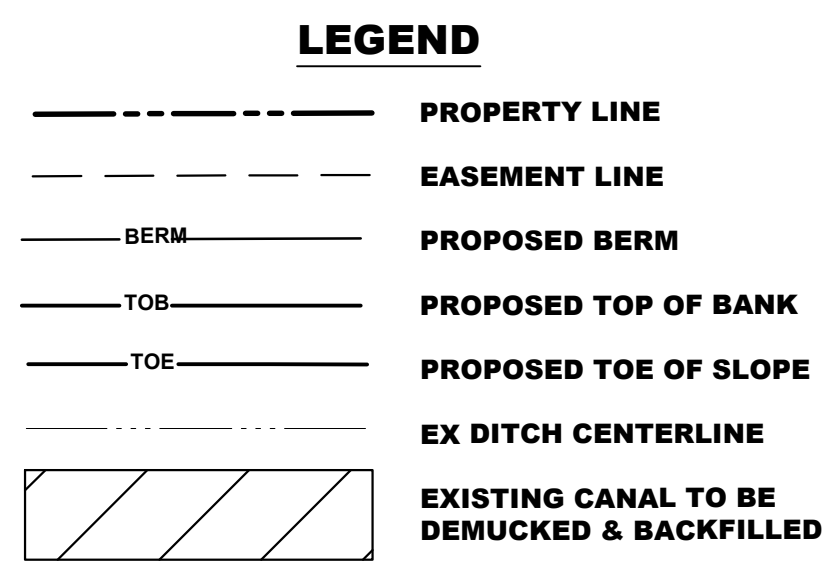 LEGEND
PROPERTY LINE
EASEMENT LINE
BERM PROPOSED BERM
TOB PROPOSED TOP OF BANK
TOE PROPOSED TOE OF SLOPE
EX DITCH CENTERLINE
EXISTING CANAL TO BE
DEMUCKED & BACKFILLED